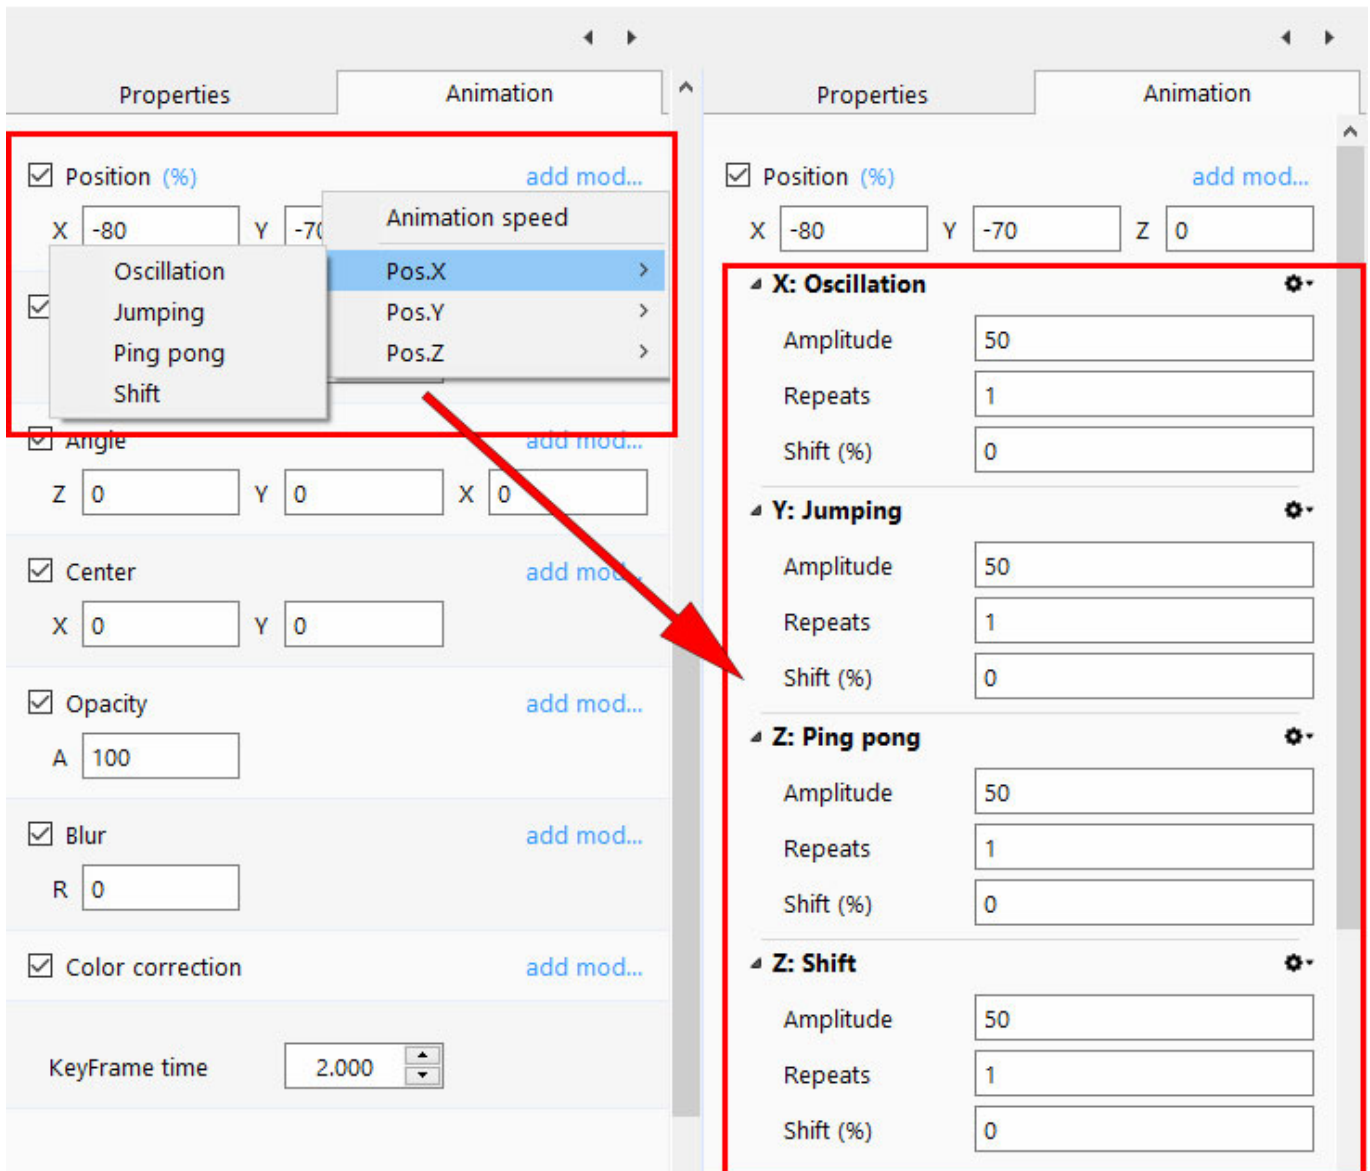 Properties Animation
Position (%) add mod...
X -80 Y -70
Animation speed
Pos.X
Pos.Y
Pos.Z
Oscillation
Jumping
Ping pong
Shift
Angle add mod...
Z 0 Y 0 X 0
Center add mod...
X 0 Y 0
Opacity add mod...
A 100
Blur add mod...
R 0
Color correction add mod...
KeyFrame time 2.000
Properties Animation
Position (%) add mod...
X -80 Y -70 Z 0
X: Oscillation
Amplitude 50
Repeats 1
Shift (%) 0
Y: Jumping
Amplitude 50
Repeats 1
Shift (%) 0
Z: Ping pong
Amplitude 50
Repeats 1
Shift (%) 0
Z: Shift
Amplitude 50
Repeats 1
Shift (%) 0